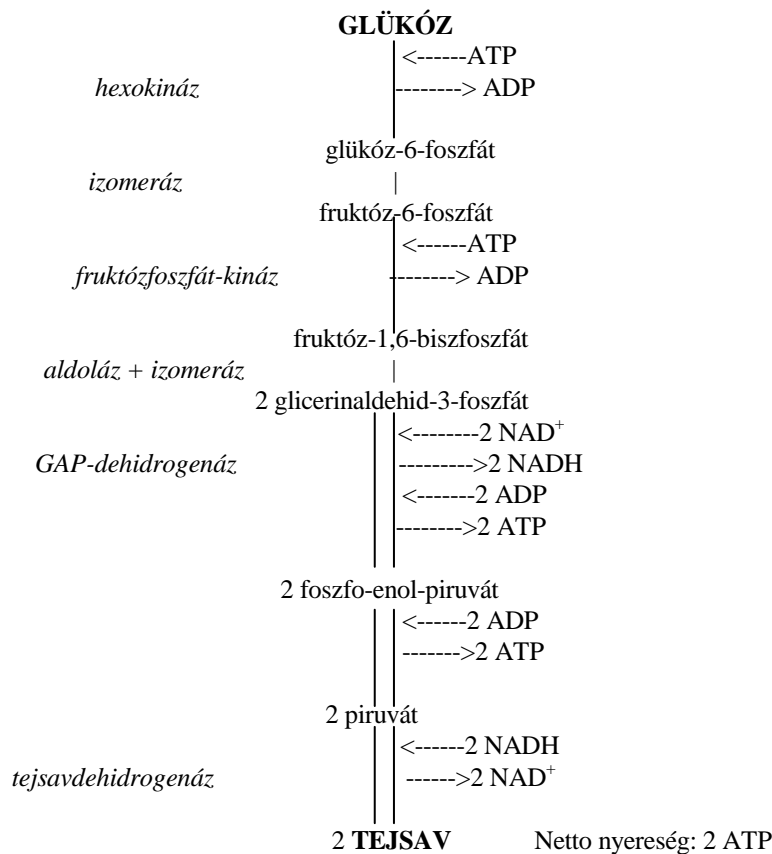 GLÜKÓZ
<------ATP
hexokináz
--------> ADP
glükóz-6-foszfát
izomeráz |
fruktóz-6-foszfát
<------ATP
fruktózfoszfát-kináz
--------> ADP
fruktóz-1,6-biszfoszfát
aldoláz + izomeráz |
2 glicerinaldehid-3-foszfát
<--------2 NAD+
GAP-dehidrogenáz
--------->2 NADH
<-------2 ADP
-------->2 ATP
2 foszfo-enol-piruvát
<------2 ADP
------->2 ATP
2 piruvát
<------2 NADH
tejsavdehidrogenáz
------>2 NAD+
2 TEJSAV Netto nyereség: 2 ATP